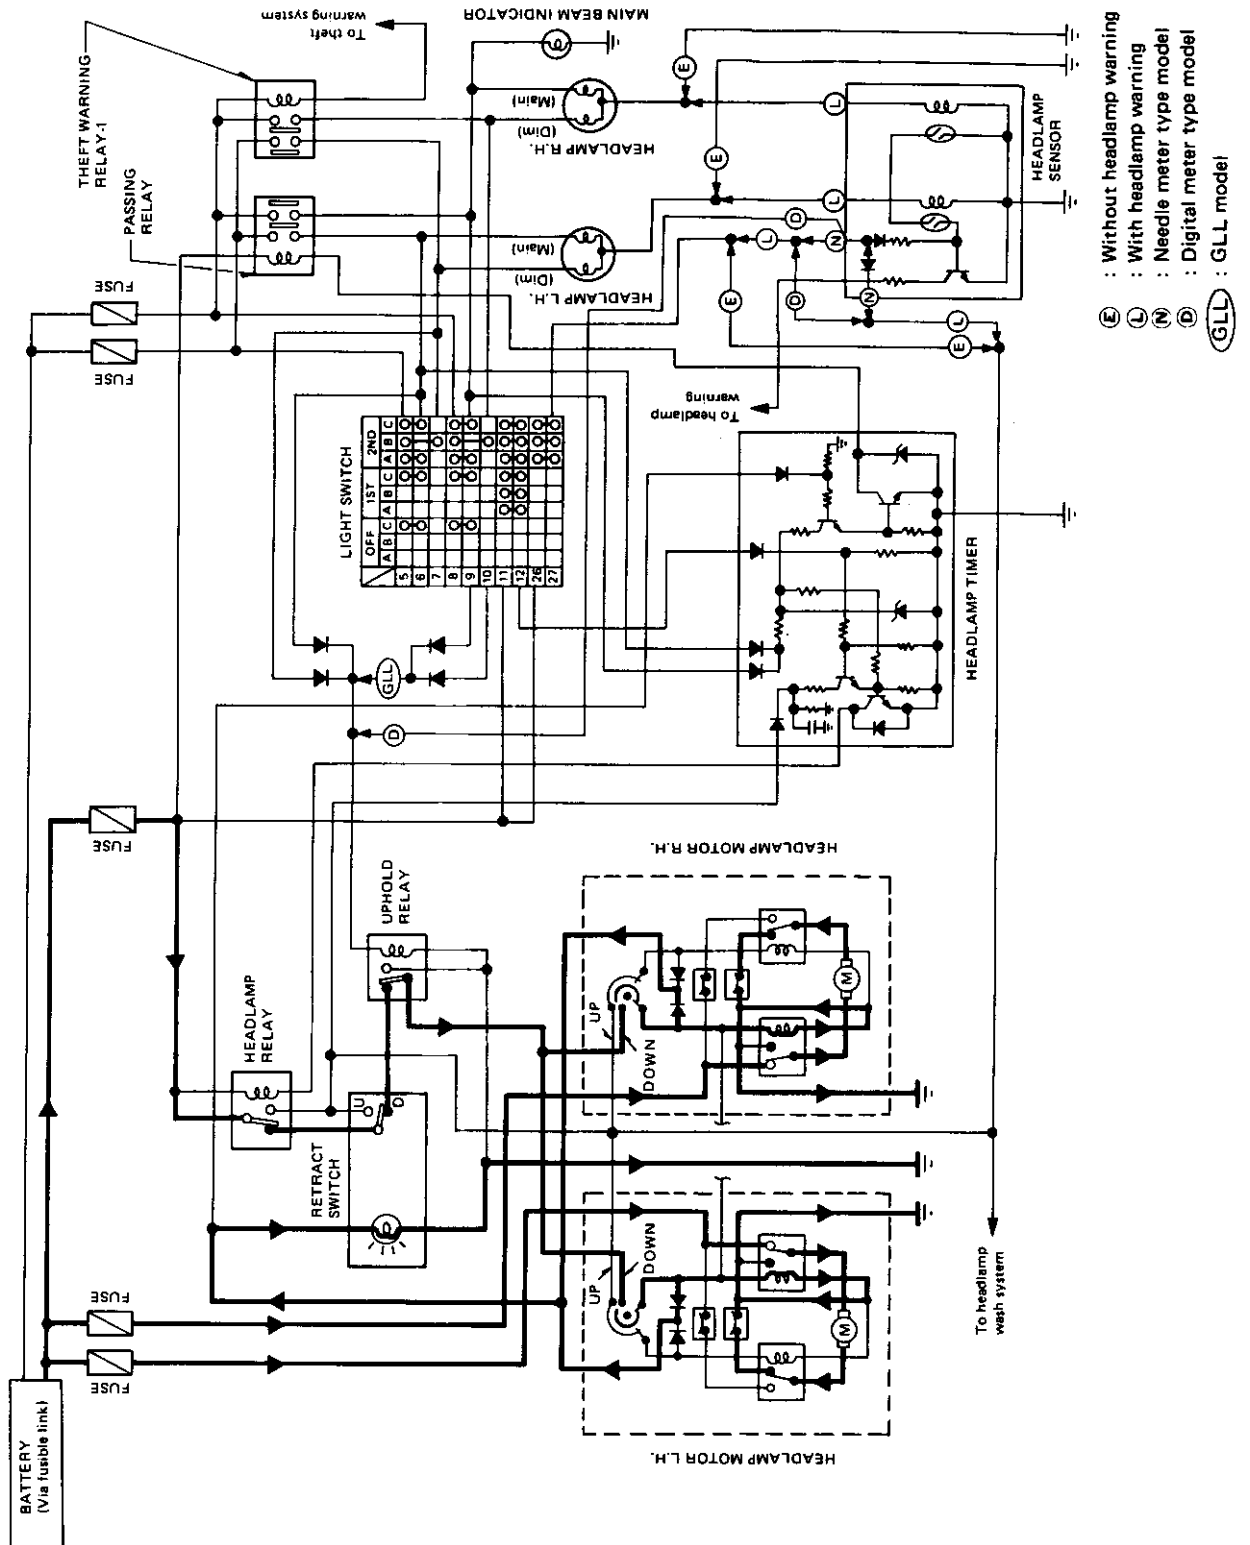 BATTERY
(Via fusible link)
FUSE
FUSE
FUSE
FUSE
FUSE
HEADLAMP
RELAY
RETRACT
SWITCH
U
D
UPHOLD
RELAY
HEADLAMP MOTOR L.H.
UP
DOWN
M
HEADLAMP MOTOR R.H.
UP
DOWN
M
To headlamp
wash system
LIGHT SWITCH
OFF
1ST
2ND
A
B
C
A
B
C
A
B
C
5
6
7
8
9
10
11
12
26
27
GLL
D
PASSING
RELAY
THEFT WARNING
RELAY-1
To theft
warning system
MAIN BEAM INDICATOR
HEADLAMP L.H.
(Dim)
(Main)
HEADLAMP R.H.
(Dim)
(Main)
HEADLAMP TIMER
To headlamp
warning
HEADLAMP
SENSOR
E
E
L
L
D
L
N
E
D
N
L
E
E : Without headlamp warning
L : With headlamp warning
N : Needle meter type model
D : Digital meter type model
GLL : GLL model